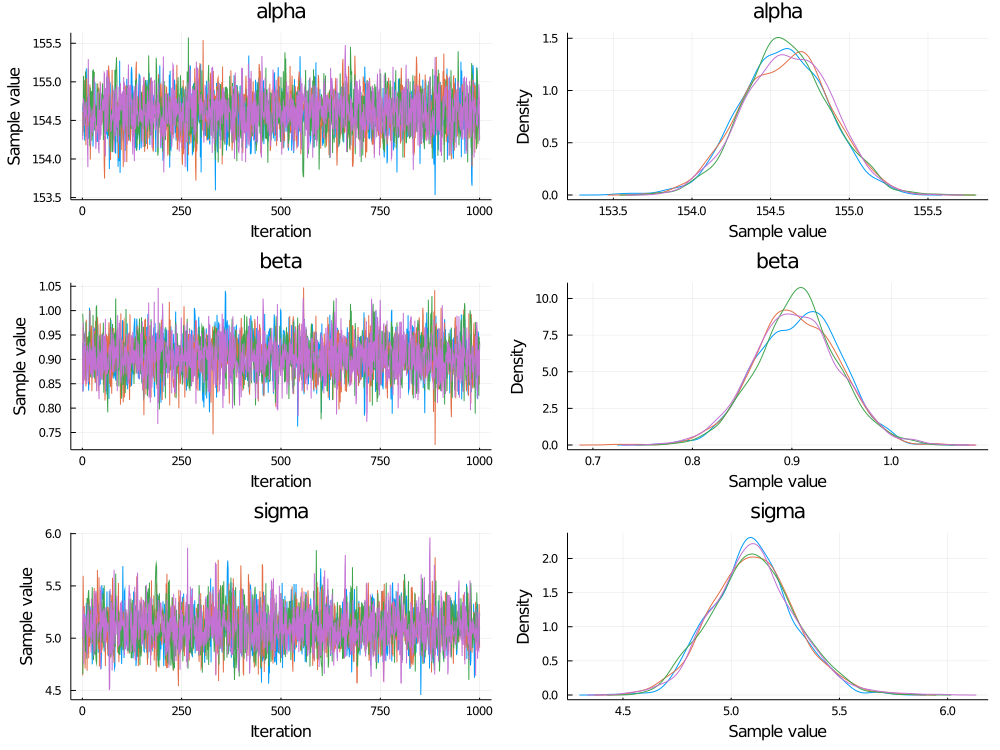 alpha
alpha
Sample value
155.5
155.0
154.5
154.0
153.5
0 250 500 750 1000
Iteration
Density
1.5
1.0
0.5
0.0
153.5 154.0 154.5 155.0 155.5
Sample value
beta
beta
Sample value
1.05
1.00
0.95
0.90
0.85
0.80
0.75
0 250 500 750 1000
Iteration
Density
10.0
7.5
5.0
2.5
0.0
0.7 0.8 0.9 1.0
Sample value
sigma
sigma
Sample value
6.0
5.5
5.0
4.5
0 250 500 750 1000
Iteration
Density
2.0
1.5
1.0
0.5
0.0
4.5 5.0 5.5 6.0
Sample value